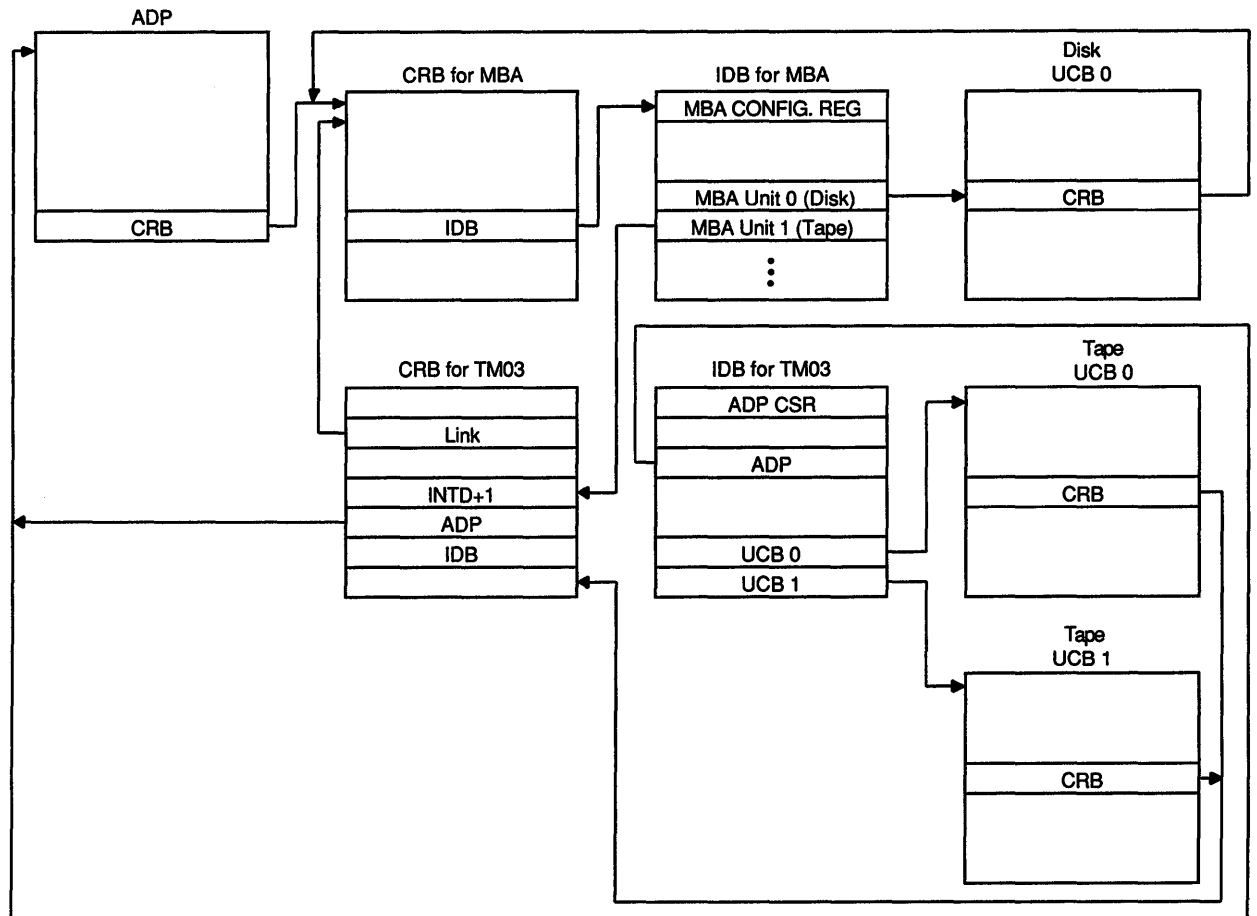 ADP
CRB
CRB for MBA
IDB
IDB for MBA
MBA CONFIG. REG
MBA Unit 0 (Disk)
MBA Unit 1 (Tape)
Disk
UCB 0
CRB
CRB for TM03
Link
INTD+1
ADP
IDB
IDB for TM03
ADP CSR
ADP
UCB 0
UCB 1
Tape
UCB 0
CRB
Tape
UCB 1
CRB